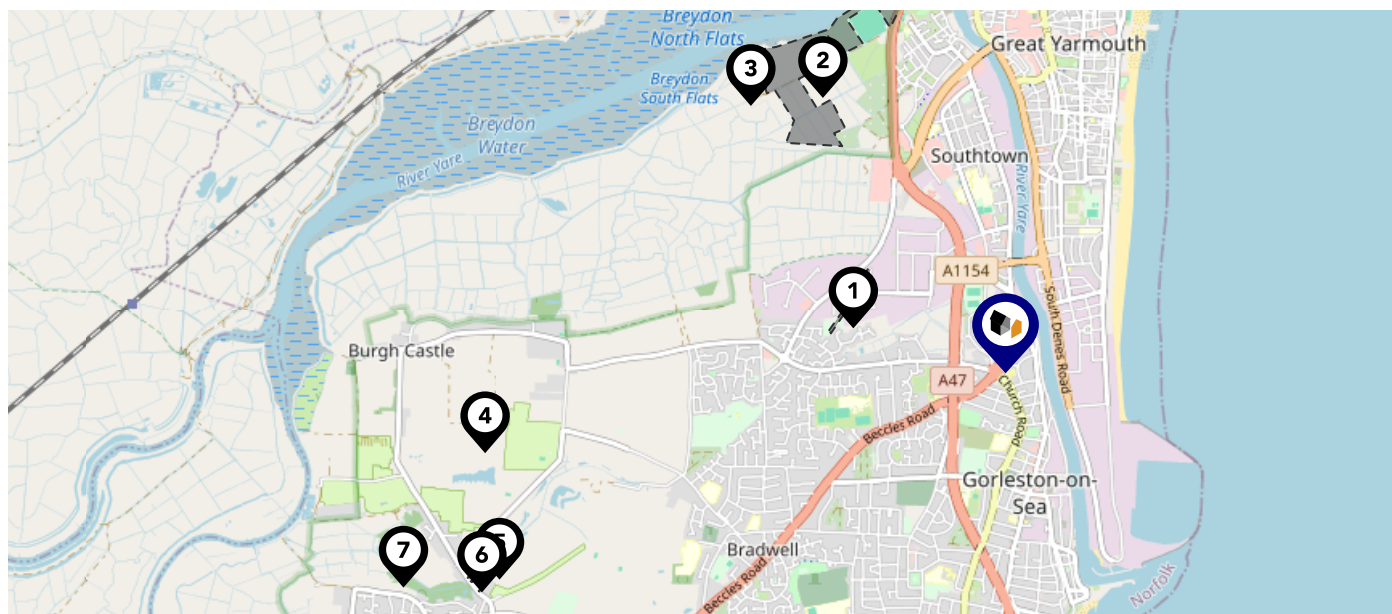 Breydon
North Flats
Great Yarmouth
3
2
Breydon
South Flats
Breydon
Water
River Yare
Southtown
River Yare
A1154
1
South Denes Road
Burgh Castle
A47
Church Road
4
Beccles Road
Gorleston-on-
Sea
5
6
7
Bradwell
Beccles Road
Norfolk